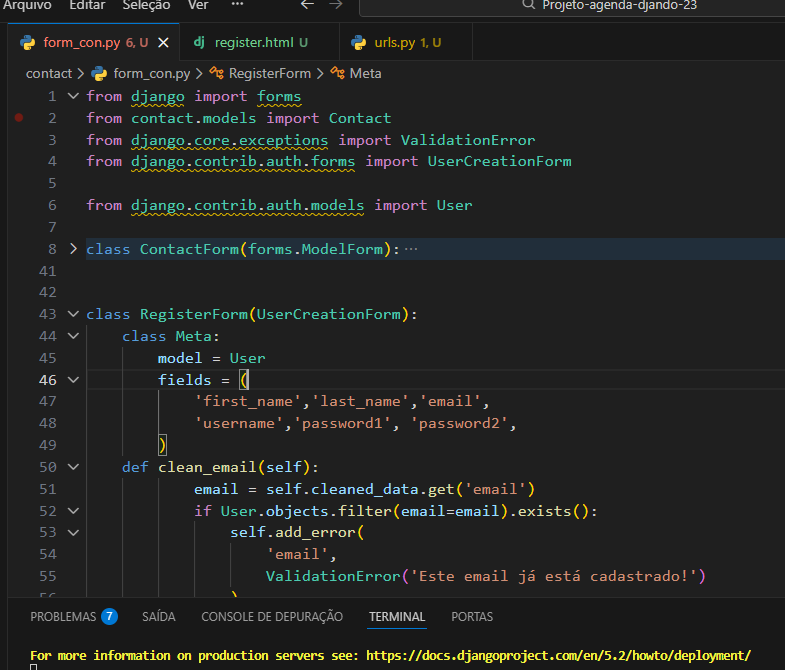 Arquivo Editar Seleção Ver ··· ← → Projeto-agenda-djando-23
form_con.py 6, U × dj register.html U urls.py 1, U
contact > form_con.py > RegisterForm > Meta
1 from django import forms
2 from contact.models import Contact
3 from django.core.exceptions import ValidationError
4 from django.contrib.auth.forms import UserCreationForm
5
6 from django.contrib.auth.models import User
7
8 class ContactForm(forms.ModelForm):···
41
42
43 class RegisterForm(UserCreationForm):
44 class Meta:
45 model = User
46 fields = (
47 'first_name','last_name','email',
48 'username','password1', 'password2',
49 )
50 def clean_email(self):
51 email = self.cleaned_data.get('email')
52 if User.objects.filter(email=email).exists():
53 self.add_error(
54 'email',
55 ValidationError('Este email já está cadastrado!')
56 )
PROBLEMAS 7 SAÍDA CONSOLE DE DEPURAÇÃO TERMINAL PORTAS
For more information on production servers see: https://docs.djangoproject.com/en/5.2/howto/deployment/